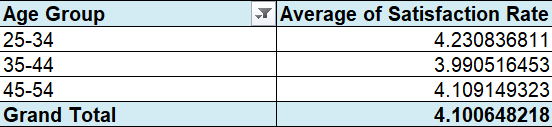 Age Group Average of Satisfaction Rate
25-34 4.230836811
35-44 3.990516453
45-54 4.109149323
Grand Total 4.100648218